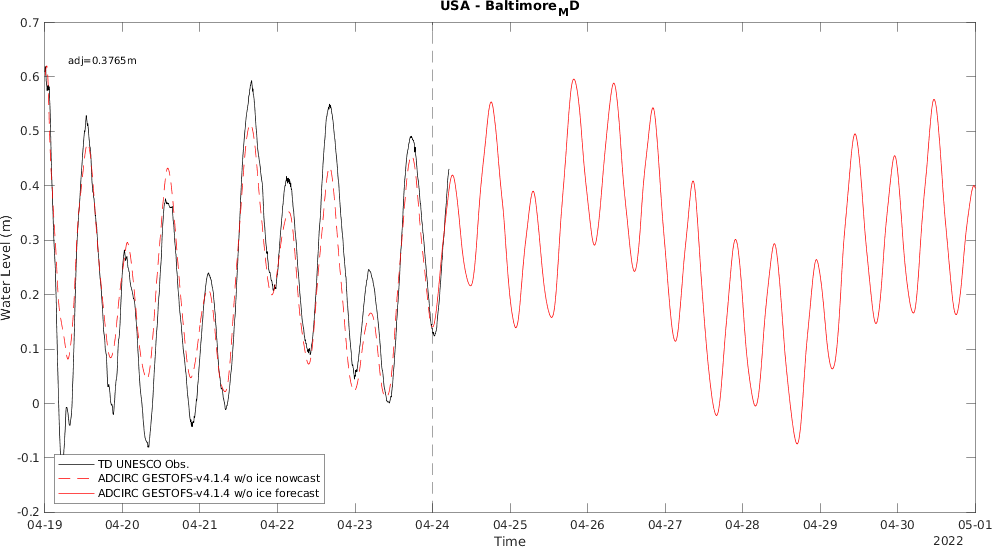 USA - Baltimore_MD
adj=0.3765m
0.7
0.6
0.5
0.4
0.3
0.2
0.1
0
-0.1
-0.2
Water Level (m)
TD UNESCO Obs.
ADCIRC GESTOFS-v4.1.4 w/o ice nowcast
ADCIRC GESTOFS-v4.1.4 w/o ice forecast
04-19 04-20 04-21 04-22 04-23 04-24 04-25 04-26 04-27 04-28 04-29 04-30 05-01
Time
2022